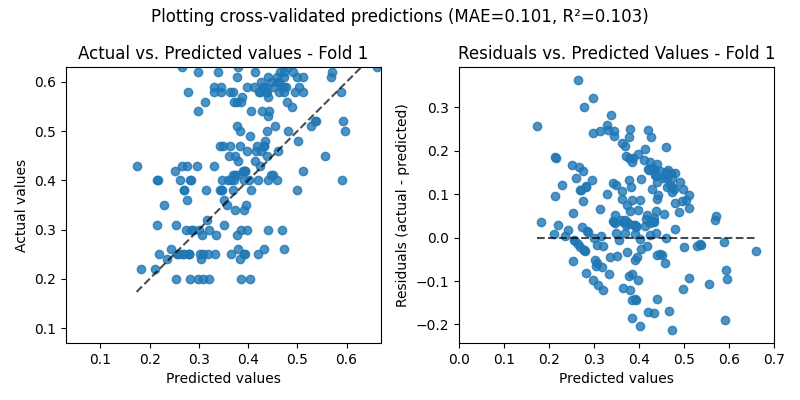 Plotting cross-validated predictions (MAE=0.101, R²=0.103)
Actual vs. Predicted values - Fold 1
Residuals vs. Predicted Values - Fold 1
Actual values
0.6
0.5
0.4
0.3
0.2
0.1
0.1 0.2 0.3 0.4 0.5 0.6
Predicted values
Residuals (actual - predicted)
0.3
0.2
0.1
0.0
−0.1
−0.2
0.0 0.1 0.2 0.3 0.4 0.5 0.6 0.7
Predicted values